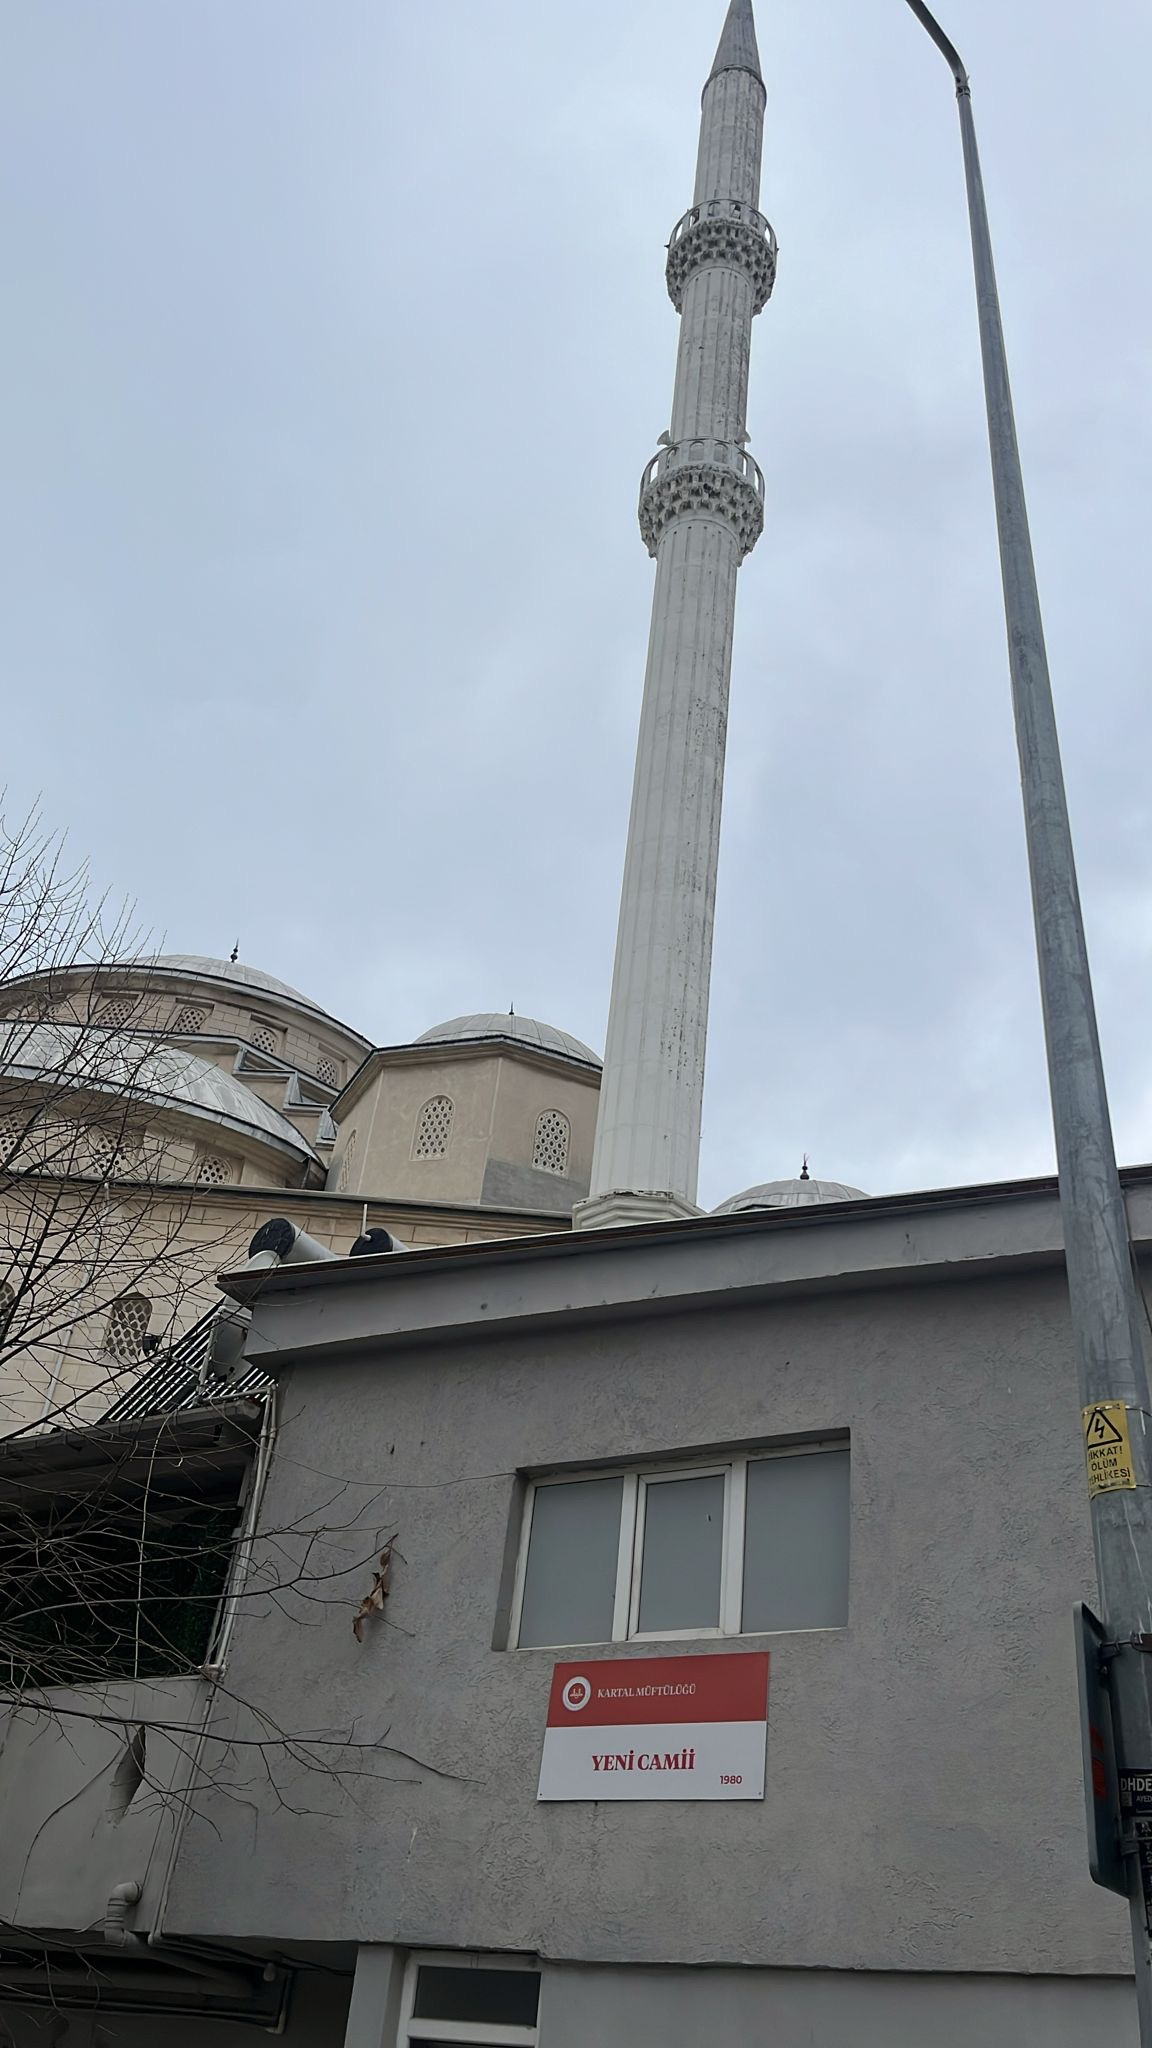 KARTAL MÜFTÜLÜĞÜ
YENİ CAMİİ
1980
DİKKAT!
ÖLÜM
TEHLİKESİ